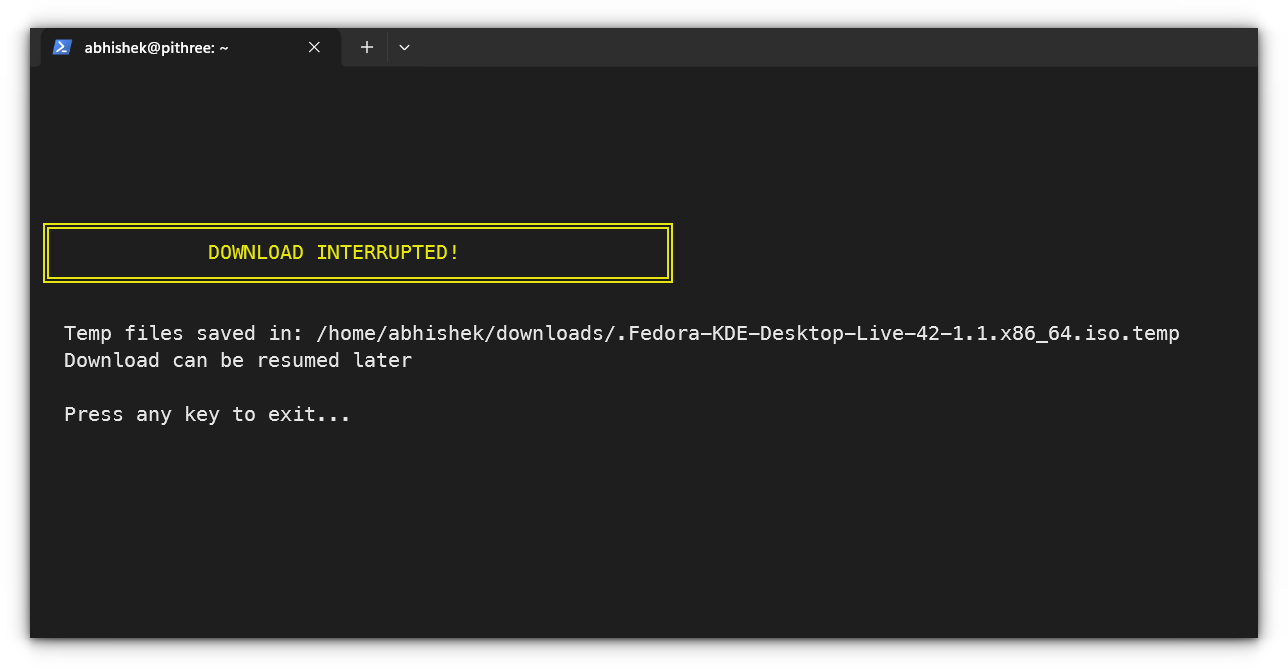 abhishek@pithree: ~
DOWNLOAD INTERRUPTED!
Temp files saved in: /home/abhishek/downloads/.Fedora-KDE-Desktop-Live-42-1.1.x86_64.iso.temp
Download can be resumed later
Press any key to exit...